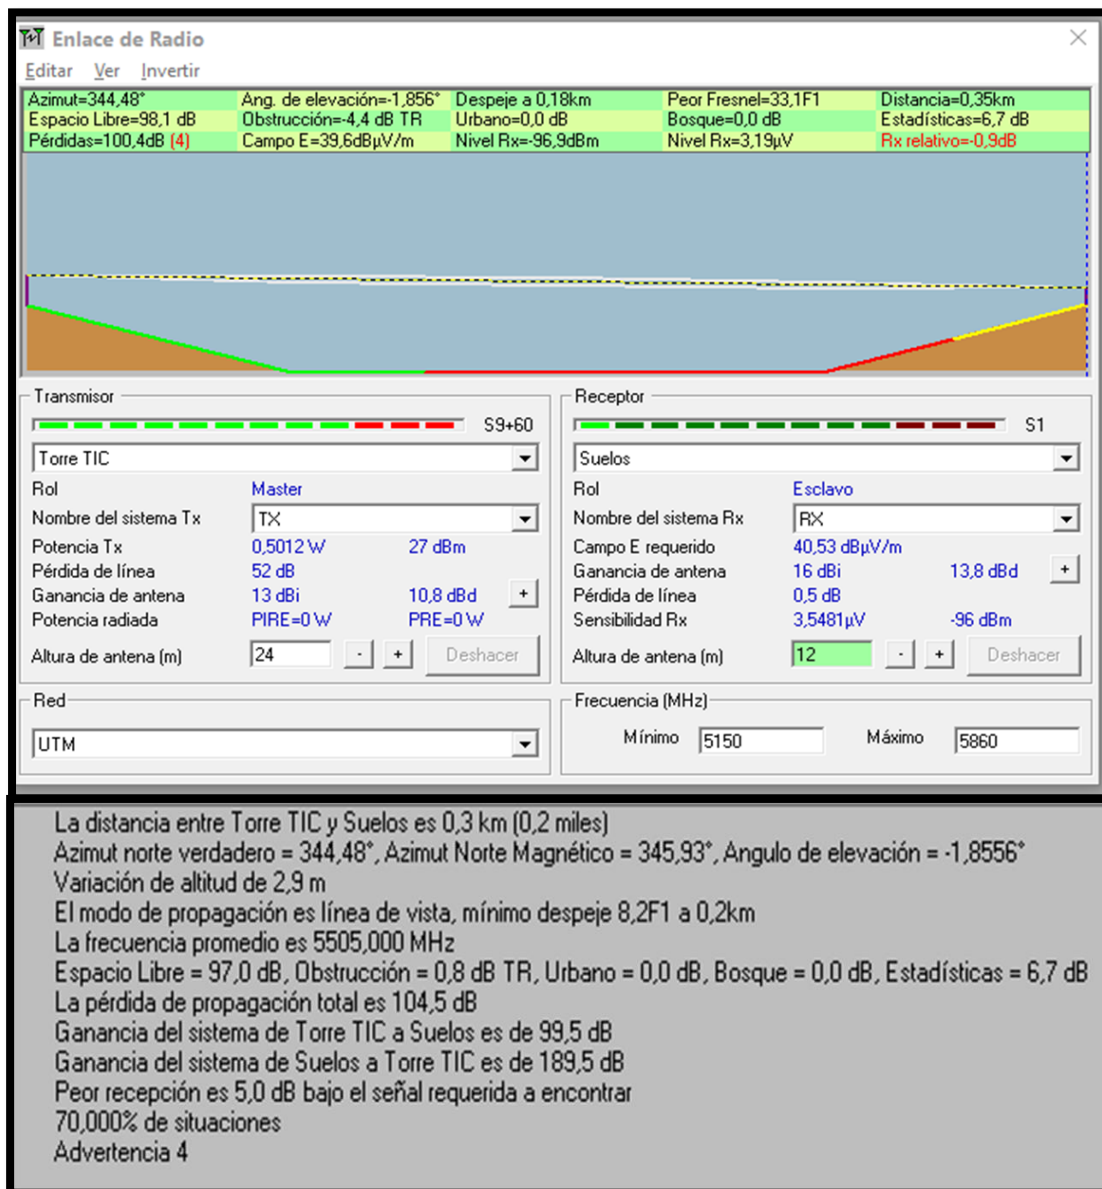 Enlace de Radio
Editar Ver Invertir
Azimut=344,48° Ang. de elevación=-1,856° Despeje a 0,18km Peor Fresnel=33,1F1 Distancia=0,35km
Espacio Libre=98,1 dB Obstrucción=-4,4 dB TR Urbano=0,0 dB Bosque=0,0 dB Estadísticas=6,7 dB
Pérdidas=100,4dB (4) Campo E=39,6dBµV/m Nivel Rx=-96,9dBm Nivel Rx=3,19µV Rx relativo=-0,9dB
Transmisor
S9+60
Torre TIC
Rol Master
Nombre del sistema Tx TX
Potencia Tx 0,5012 W 27 dBm
Pérdida de línea 52 dB
Ganancia de antena 13 dBi 10,8 dBd +
Potencia radiada PIRE=0 W PRE=0 W
Altura de antena (m) 24 - + Deshacer
Receptor
S1
Suelos
Rol Esclavo
Nombre del sistema Rx RX
Campo E requerido 40,53 dBµV/m
Ganancia de antena 16 dBi 13,8 dBd +
Pérdida de línea 0,5 dB
Sensibilidad Rx 3,5481µV -96 dBm
Altura de antena (m) 12 - + Deshacer
Red
UTM
Frecuencia (MHz)
Mínimo 5150 Máximo 5860
La distancia entre Torre TIC y Suelos es 0,3 km (0,2 miles)
Azimut norte verdadero = 344,48°, Azimut Norte Magnético = 345,93°, Angulo de elevación = -1,8556°
Variación de altitud de 2,9 m
El modo de propagación es línea de vista, mínimo despeje 8,2F1 a 0,2km
La frecuencia promedio es 5505,000 MHz
Espacio Libre = 97,0 dB, Obstrucción = 0,8 dB TR, Urbano = 0,0 dB, Bosque = 0,0 dB, Estadísticas = 6,7 dB
La pérdida de propagación total es 104,5 dB
Ganancia del sistema de Torre TIC a Suelos es de 99,5 dB
Ganancia del sistema de Suelos a Torre TIC es de 189,5 dB
Peor recepción es 5,0 dB bajo el señal requerida a encontrar
70,000% de situaciones
Advertencia 4